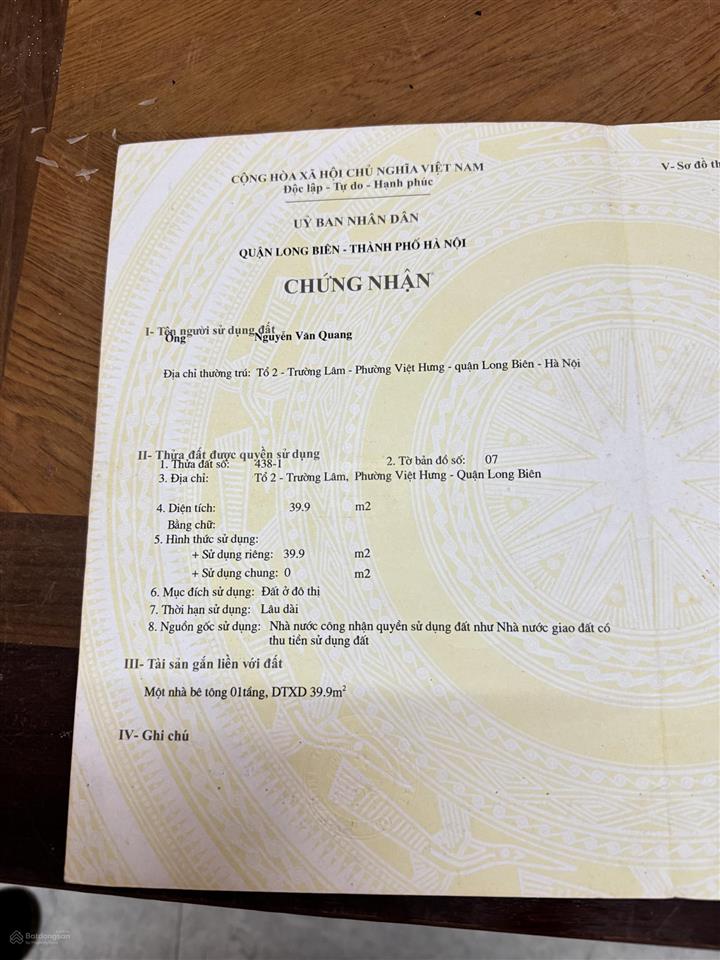 CỘNG HÒA XÃ HỘI CHỦ NGHĨA VIỆT NAM
Độc lập - Tự do - Hạnh phúc
UỶ BAN NHÂN DÂN
QUẬN LONG BIÊN - THÀNH PHỐ HÀ NỘI
CHỨNG NHẬN
I- Tên người sử dụng đất
Ông Nguyễn Văn Quang
Địa chỉ thường trú: Tổ 2 - Trường Lâm - Phường Việt Hưng - quận Long Biên - Hà Nội
II- Thửa đất được quyền sử dụng
1. Thửa đất số: 438-1 2. Tờ bản đồ số: 07
3. Địa chỉ: Tổ 2 - Trường Lâm, Phường Việt Hưng - Quận Long Biên
4. Diện tích: 39.9 m2
Bằng chữ:
5. Hình thức sử dụng:
+ Sử dụng riêng: 39.9 m2
+ Sử dụng chung: 0 m2
6. Mục đích sử dụng: Đất ở đô thị
7. Thời hạn sử dụng: Lâu dài
8. Nguồn gốc sử dụng: Nhà nước công nhận quyền sử dụng đất như Nhà nước giao đất có
thu tiền sử dụng đất
III- Tài sản gắn liền với đất
Một nhà bê tông 01tầng, DTXD 39.9m²
IV- Ghi chú
V- Sơ đồ th
Batdongsan